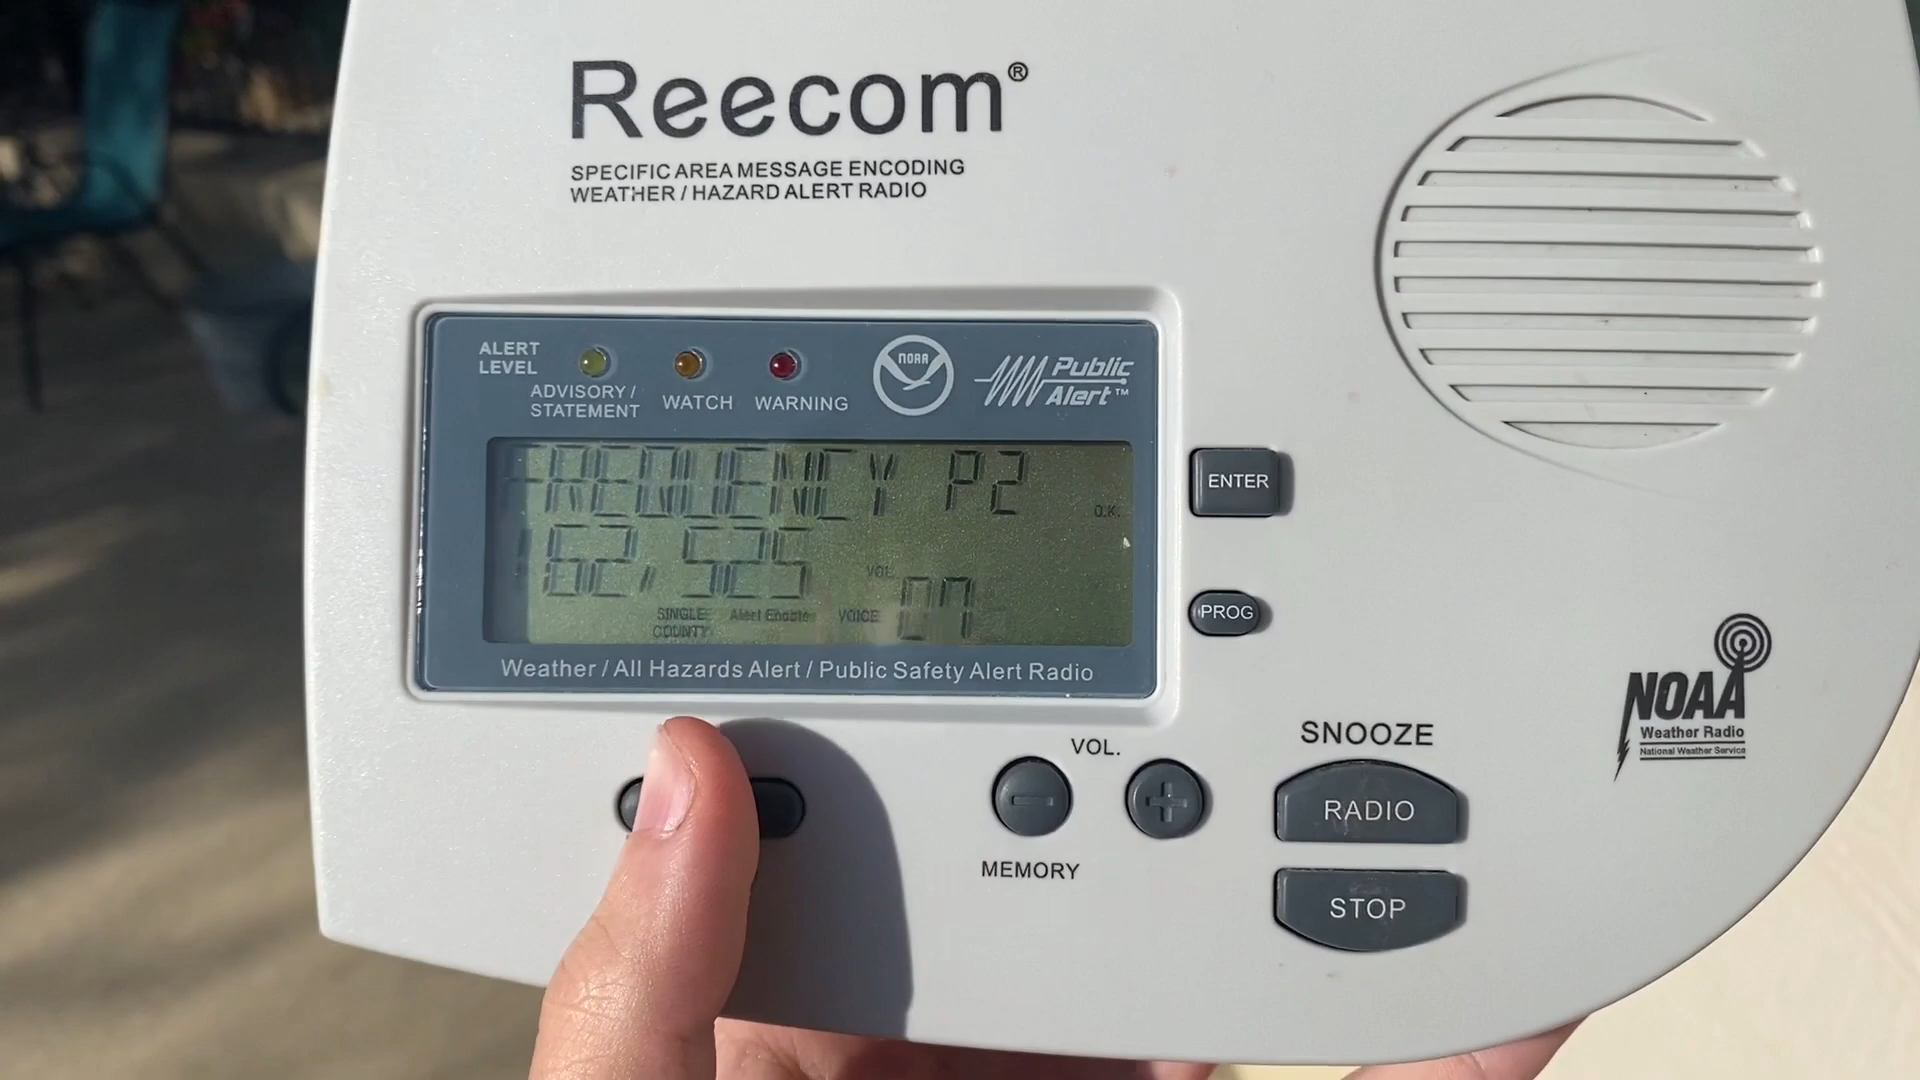 Reecom®
SPECIFIC AREA MESSAGE ENCODING
WEATHER / HAZARD ALERT RADIO
ALERT
LEVEL
ADVISORY /
STATEMENT
WATCH
WARNING
NOAA
Public
Alert™
FREQUENCY P2
O.K.
162.525
VOL
07
SINGLE
COUNTY
Alert Enable
VOICE
Weather / All Hazards Alert / Public Safety Alert Radio
ENTER
PROG
NOAA
Weather Radio
National Weather Service
VOL.
SNOOZE
RADIO
MEMORY
STOP